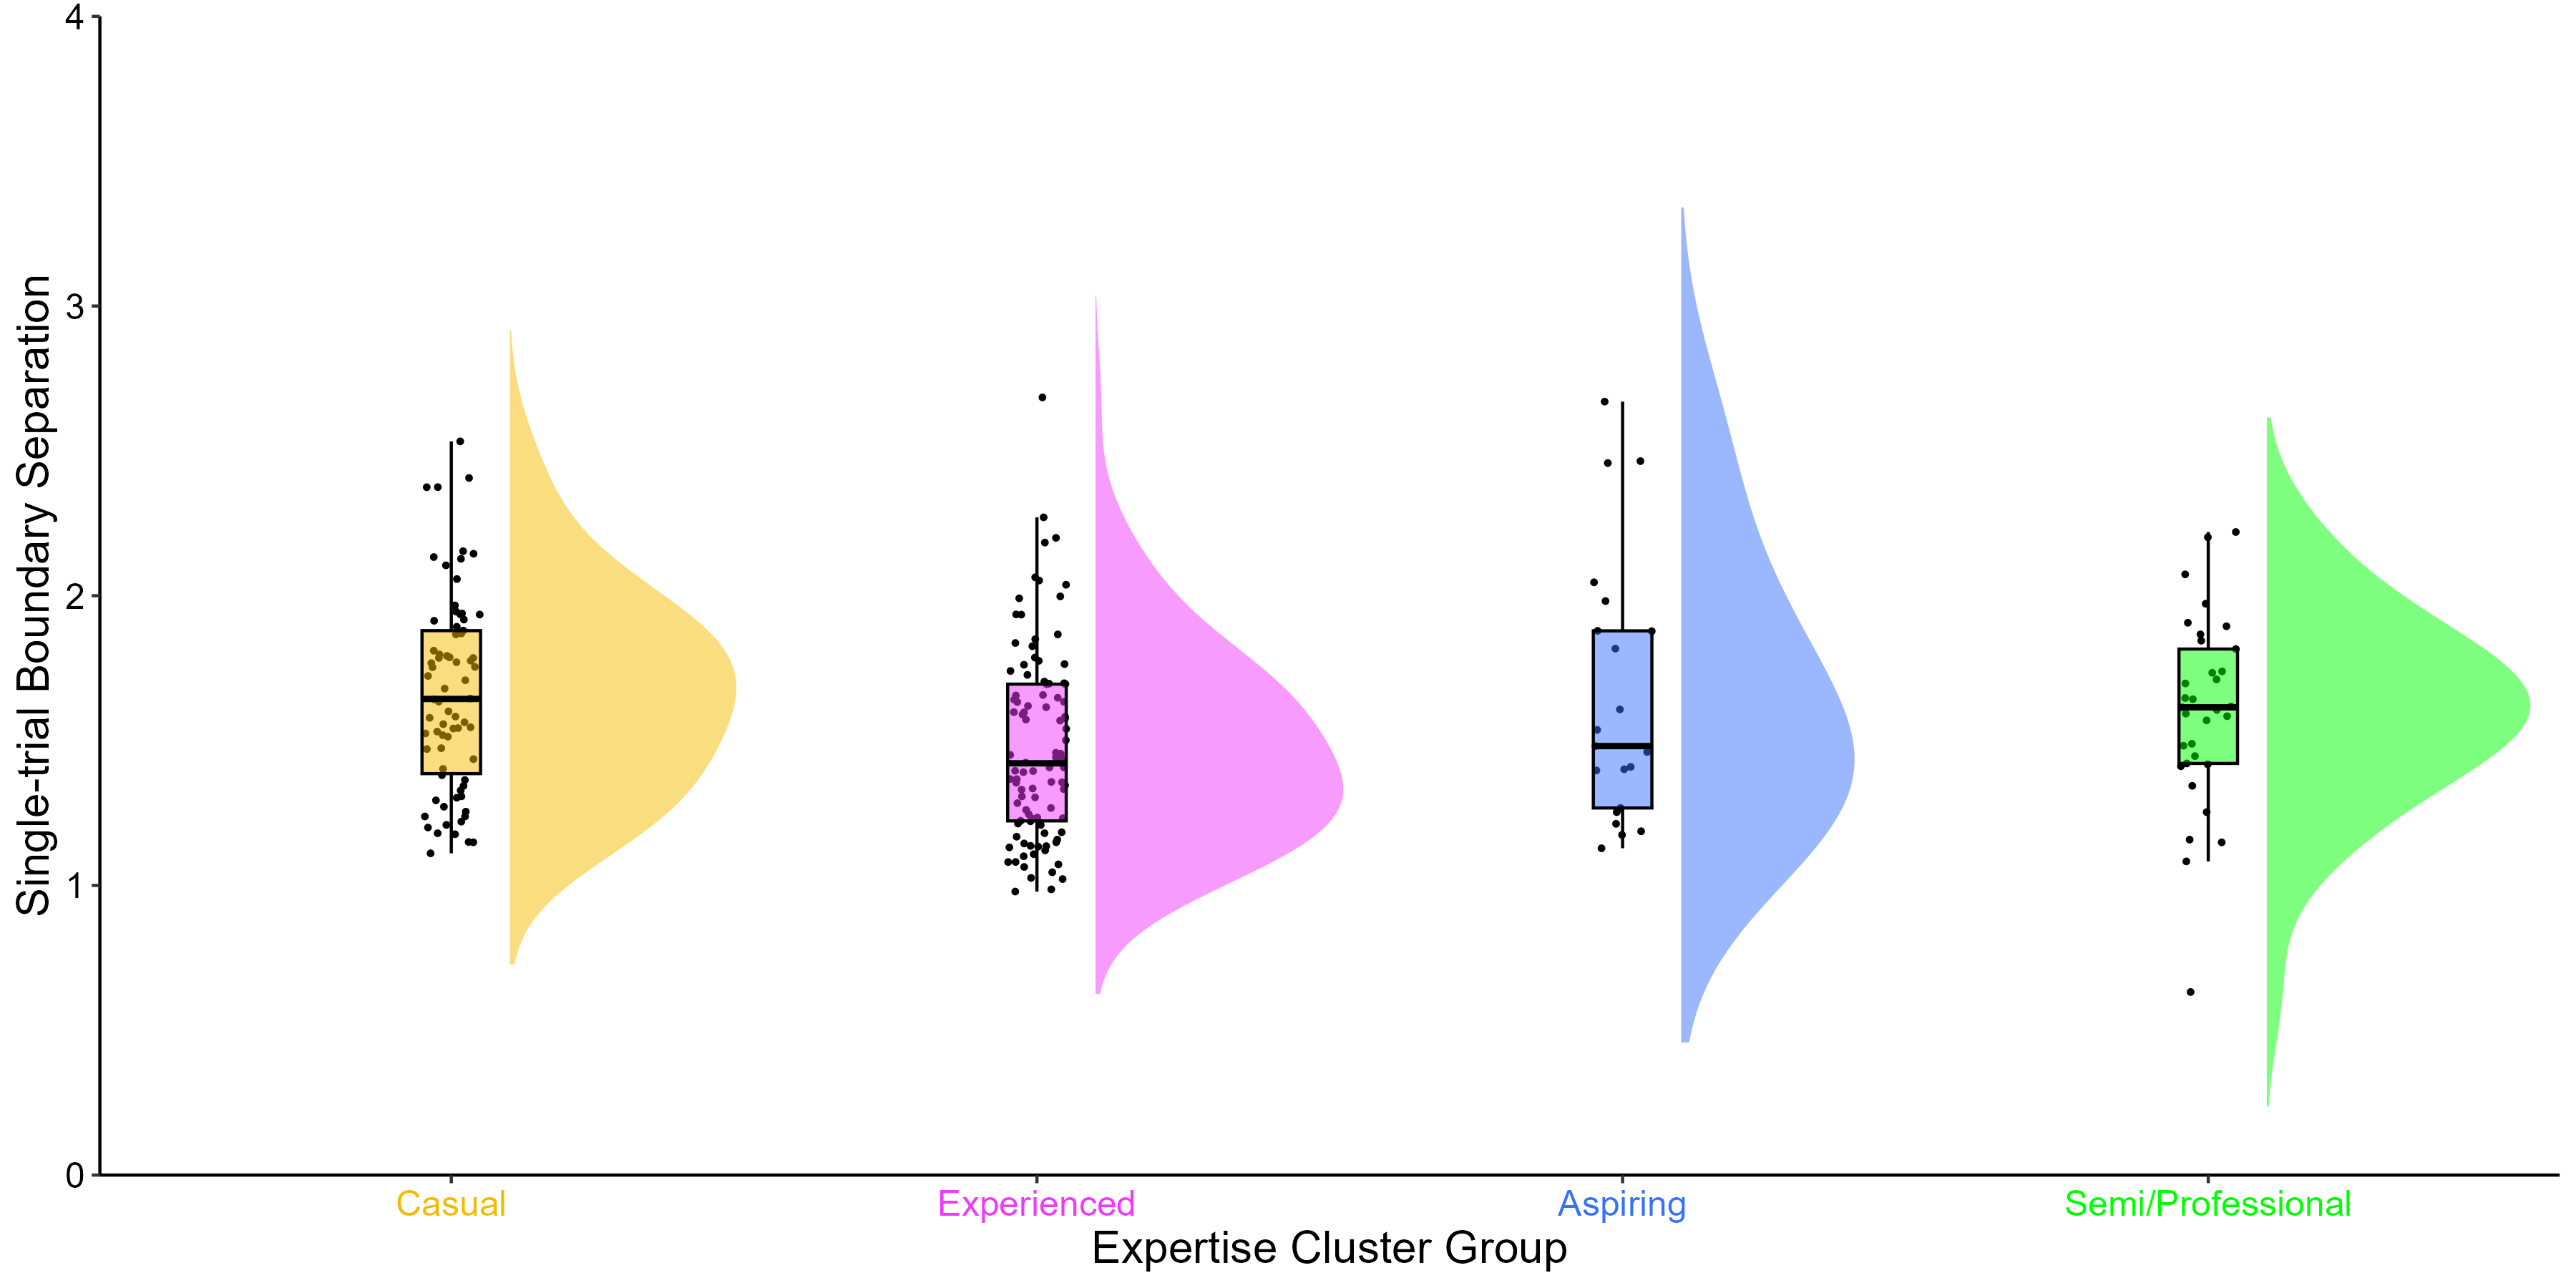 Single-trial Boundary Separation
4
3
2
1
0
Casual
Experienced
Aspiring
Semi/Professional
Expertise Cluster Group